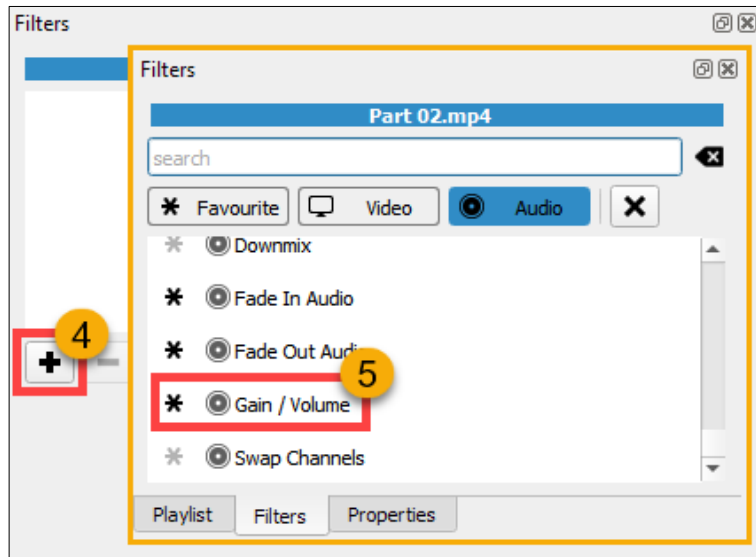 Filters
Filters
Part 02.mp4
search
Favourite Video Audio
Downmix
Fade In Audio
4
Fade Out Audio
5
Gain / Volume
Swap Channels
Playlist Filters Properties